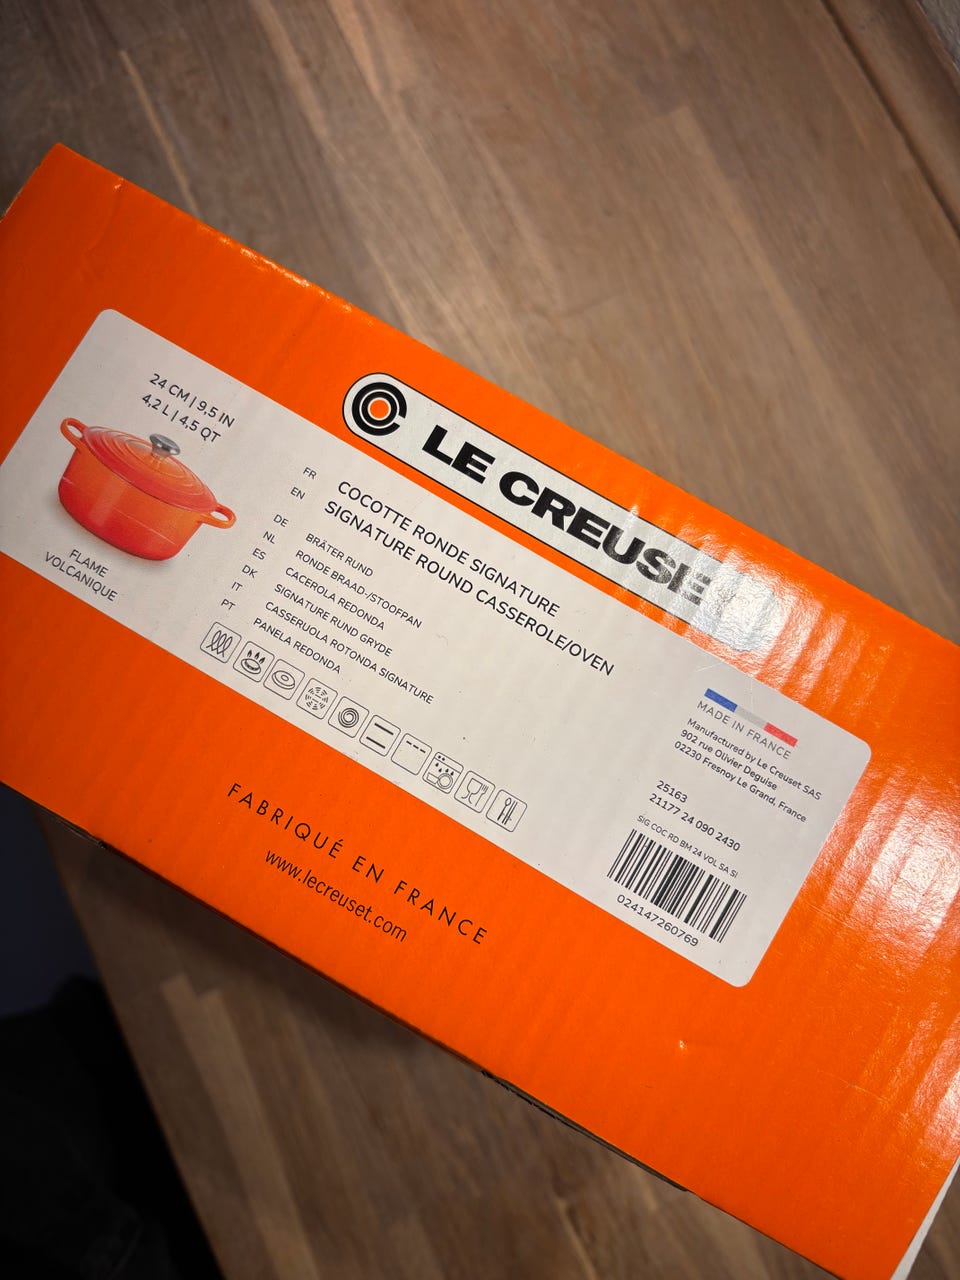 LE CREUSET
24 CM | 9,5 IN
4,2 L | 4,5 QT
FLAME
VOLCANIQUE
FR COCOTTE RONDE SIGNATURE
EN SIGNATURE ROUND CASSEROLE/OVEN
DE BRÄTER RUND
NL RONDE BRAAD-/STOOFPAN
ES CACEROLA REDONDA
DK SIGNATURE RUND GRYDE
IT CASSERUOLA ROTONDA SIGNATURE
PT PANELA REDONDA
MADE IN FRANCE
Manufactured by Le Creuset SAS
902 rue Olivier Deguise
02230 Fresnoy Le Grand, France
25163
21177 24 090 2430
SIG COC RD BM 24 VOL SA SI
024147260769
FABRIQUÉ EN FRANCE
www.lecreuset.com